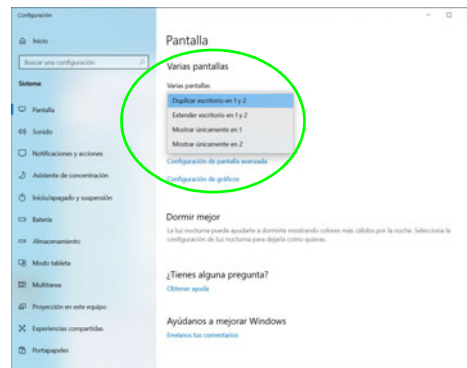 Configuración
Inicio
Buscar una configuración
Sistema
Pantalla
Sonido
Notificaciones y acciones
Asistente de concentración
Inicio/apagado y suspensión
Batería
Almacenamiento
Modo tableta
Multitarea
Proyección en este equipo
Experiencias compartidas
Portapapeles
Pantalla
Varias pantallas
Varias pantallas
Duplicar escritorio en 1 y 2
Extender escritorio en 1 y 2
Mostrar únicamente en 1
Mostrar únicamente en 2
Configuración de pantalla avanzada
Configuración de gráficos
Dormir mejor
La luz nocturna puede ayudarte a dormirte mostrando colores más cálidos por la noche. Selecciona la
configuración de luz nocturna para dejarla como quieras.
¿Tienes alguna pregunta?
Obtener ayuda
Ayúdanos a mejorar Windows
Envíanos tus comentarios